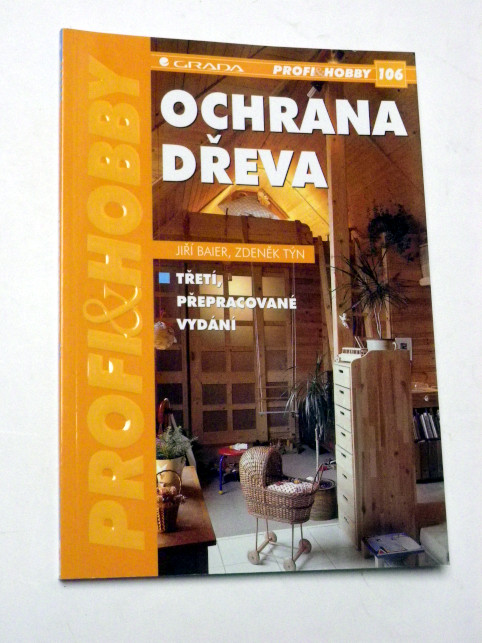 GRADA
PROFI&HOBBY 106
OCHRANA
DŘEVA
JIŘÍ BAIER, ZDENĚK TÝN
TŘETÍ,
PŘEPRACOVANÉ
VYDÁNÍ
PROFI&HOBBY